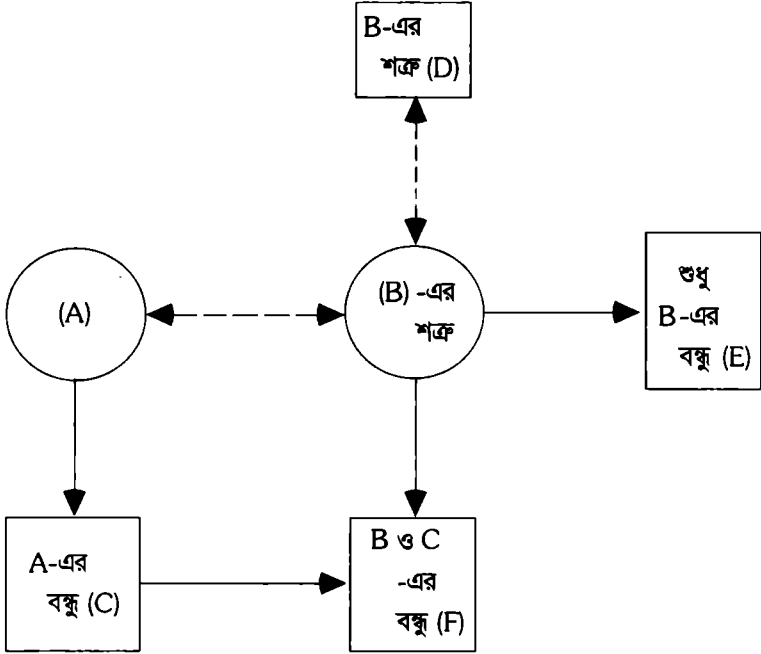 B-এর
শত্রু (D)
(A)
(B) -এর
শত্রু
শুধু
B-এর
বন্ধু (E)
A-এর
বন্ধু (C)
B ও C
-এর
বন্ধু (F)